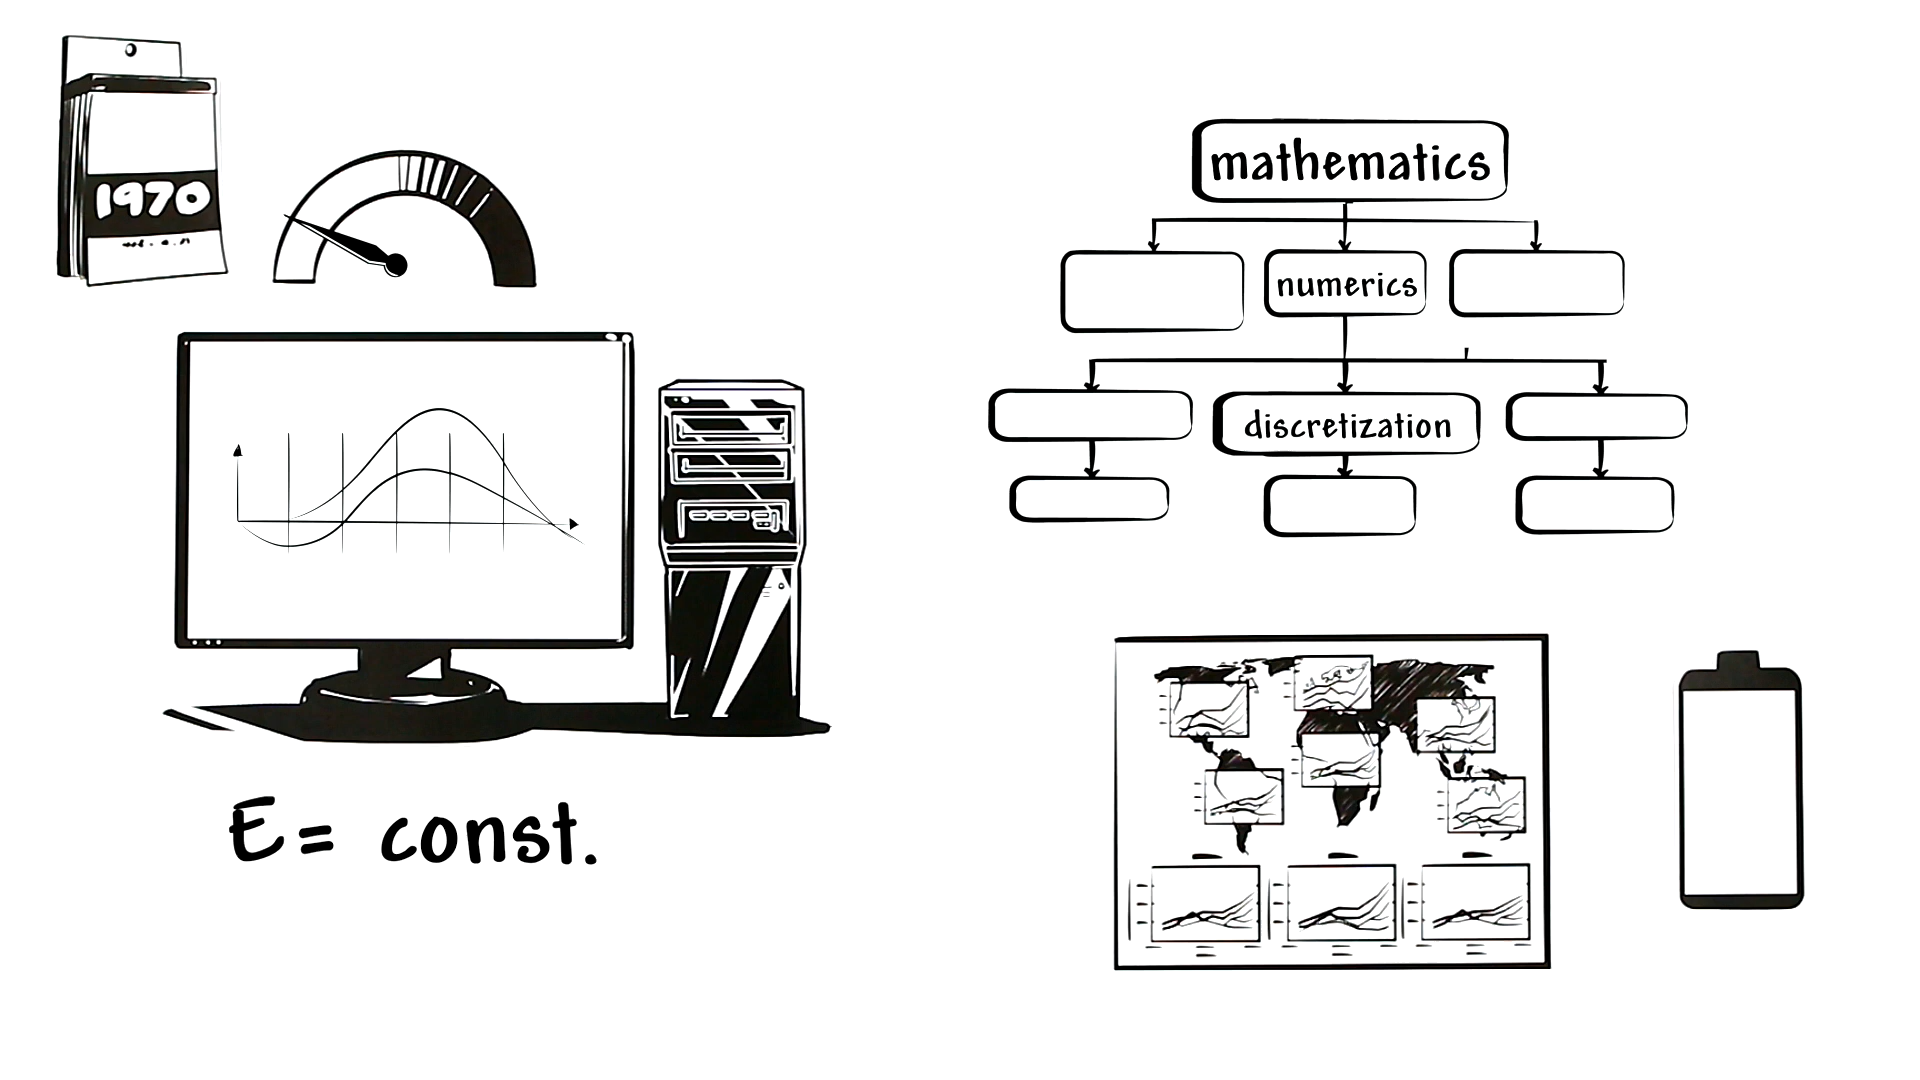 1970
E= const.
mathematics
numerics
discretization